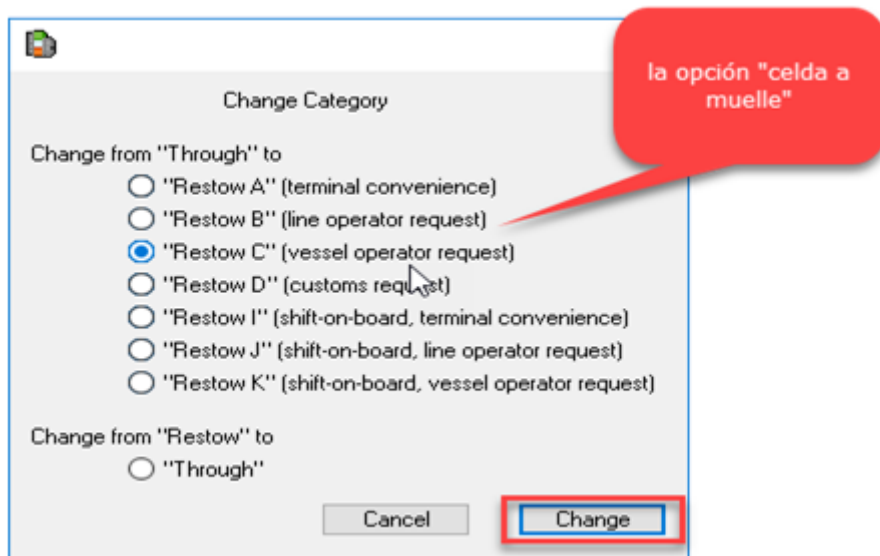 la opción "celda a
muelle"
Change Category
Change from "Through" to
"Restow A" (terminal convenience)
"Restow B" (line operator request)
"Restow C" (vessel operator request)
"Restow D" (customs request)
"Restow I" (shift-on-board, terminal convenience)
"Restow J" (shift-on-board, line operator request)
"Restow K" (shift-on-board, vessel operator request)
Change from "Restow" to
"Through"
Cancel
Change